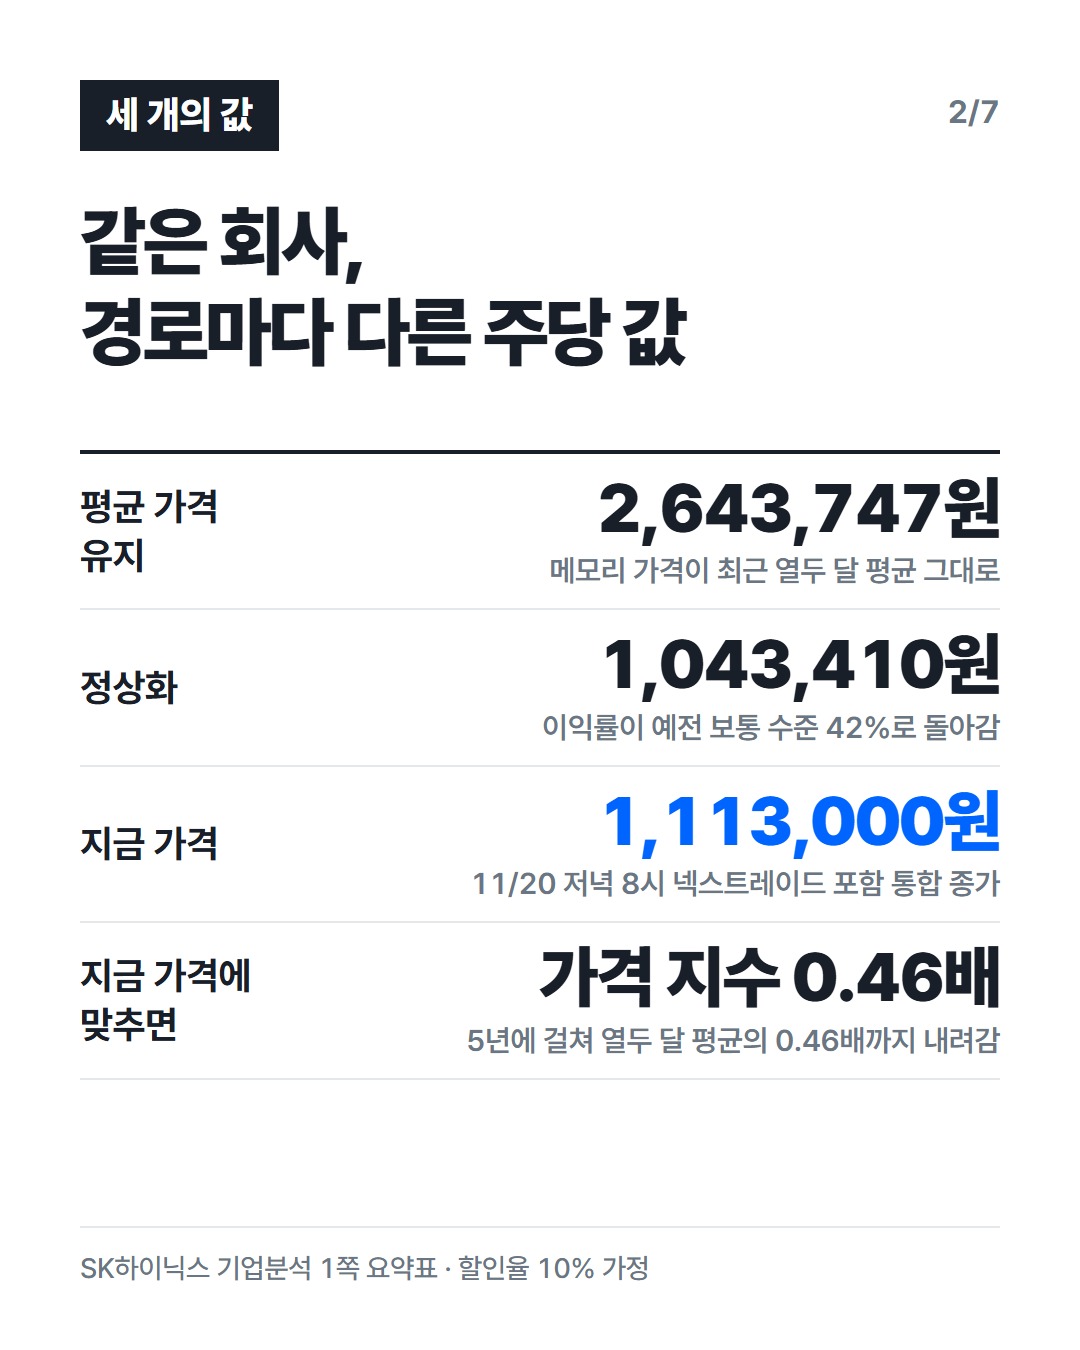 세 개의 값
2/7
같은 회사,
경로마다 다른 주당 값
평균 가격
유지
2,643,747원
메모리 가격이 최근 열두 달 평균 그대로
정상화
1,043,410원
이익률이 예전 보통 수준 42%로 돌아감
지금 가격
1,113,000원
11/20 저녁 8시 넥스트레이드 포함 통합 종가
지금 가격에
맞추면
가격 지수 0.46배
5년에 걸쳐 열두 달 평균의 0.46배까지 내려감
SK하이닉스 기업분석 1쪽 요약표 · 할인율 10% 가정